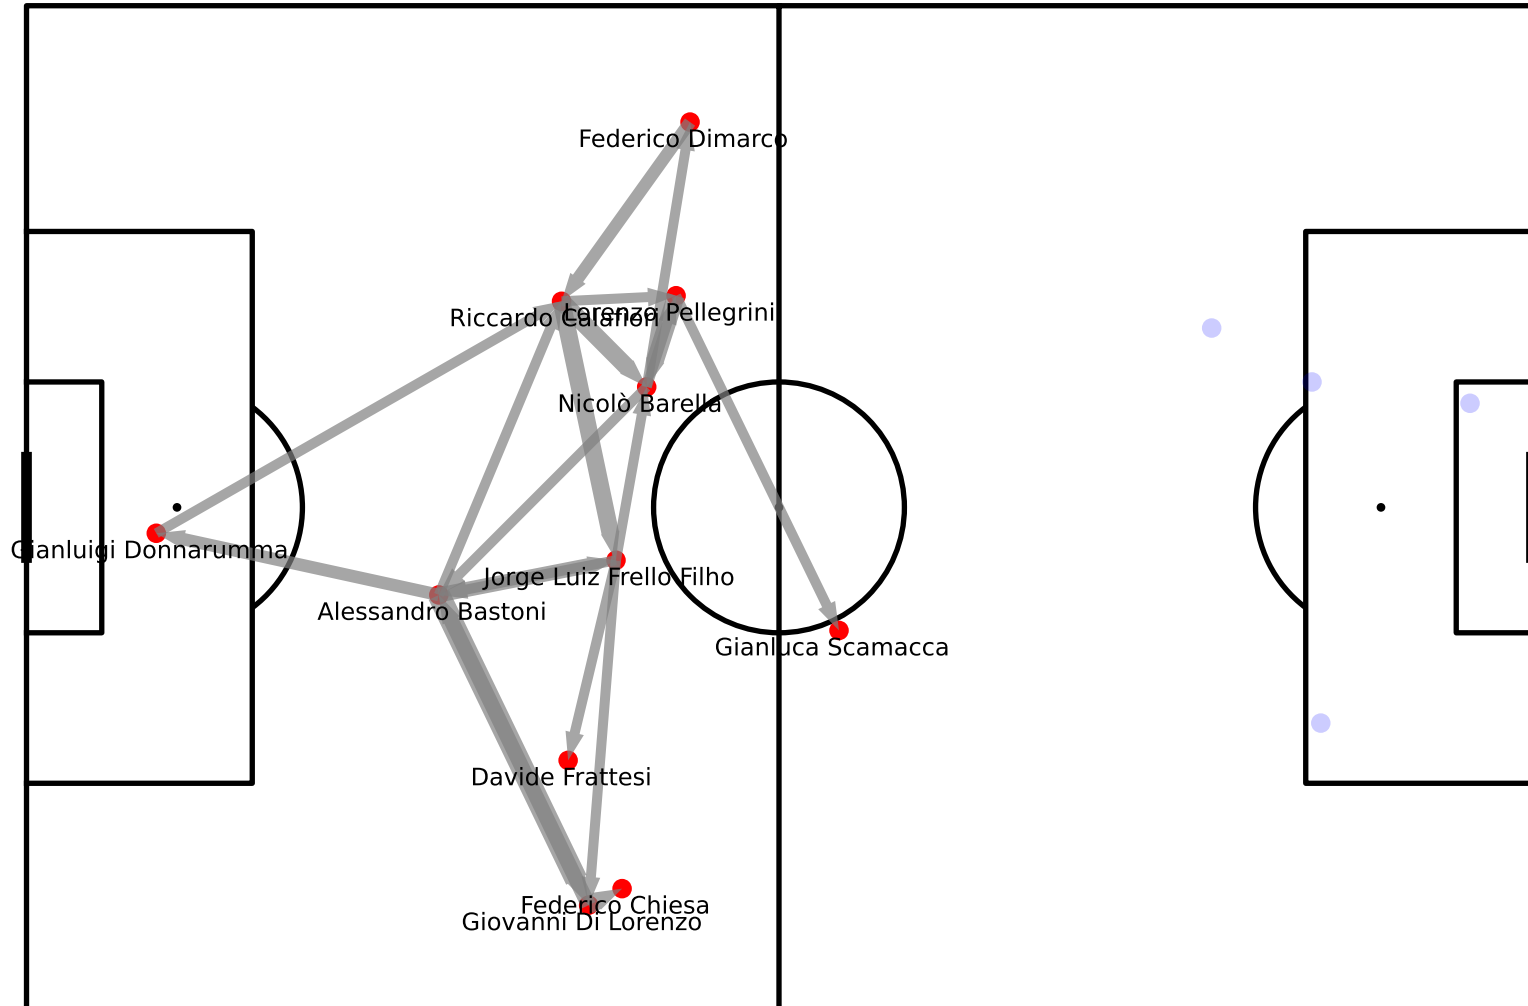 Federico Dimarco
Lorenzo Pellegrini
Riccardo Calafiori
Nicolò Barella
Gianluigi Donnarumma
Jorge Luiz Frello Filho
Alessandro Bastoni
Gianluca Scamacca
Davide Frattesi
Federico Chiesa
Giovanni Di Lorenzo